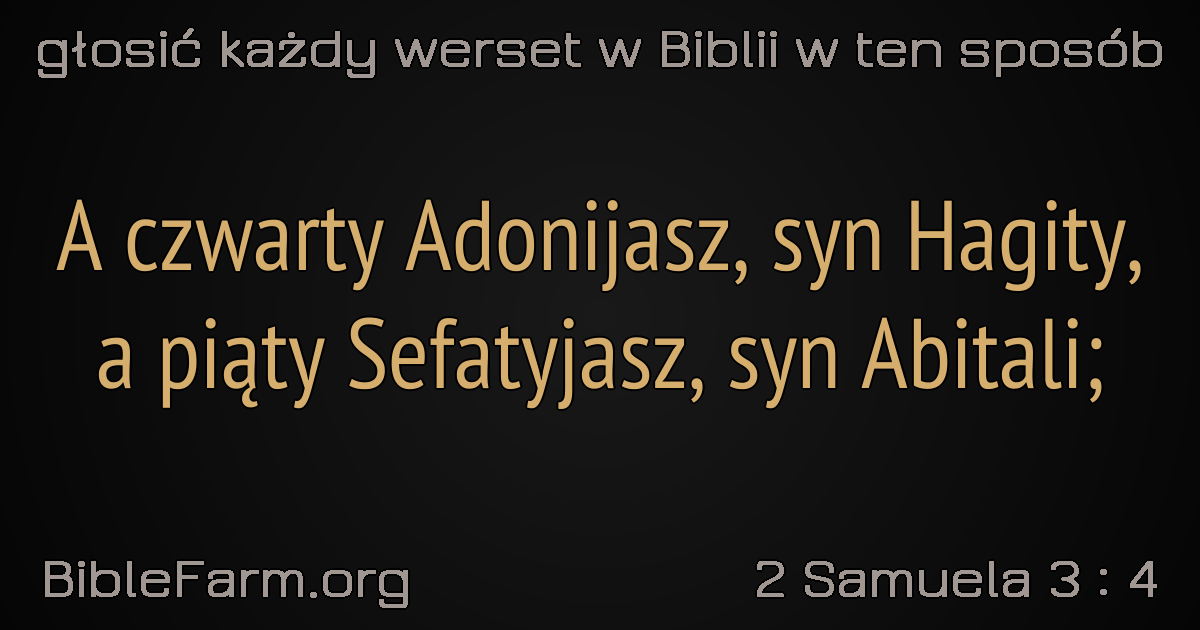 głosić każdy werset w Biblii w ten sposób
A czwarty Adonijasz, syn Hagity,
a piąty Sefatyjasz, syn Abitali;
BibleFarm.org
2 Samuela 3 : 4